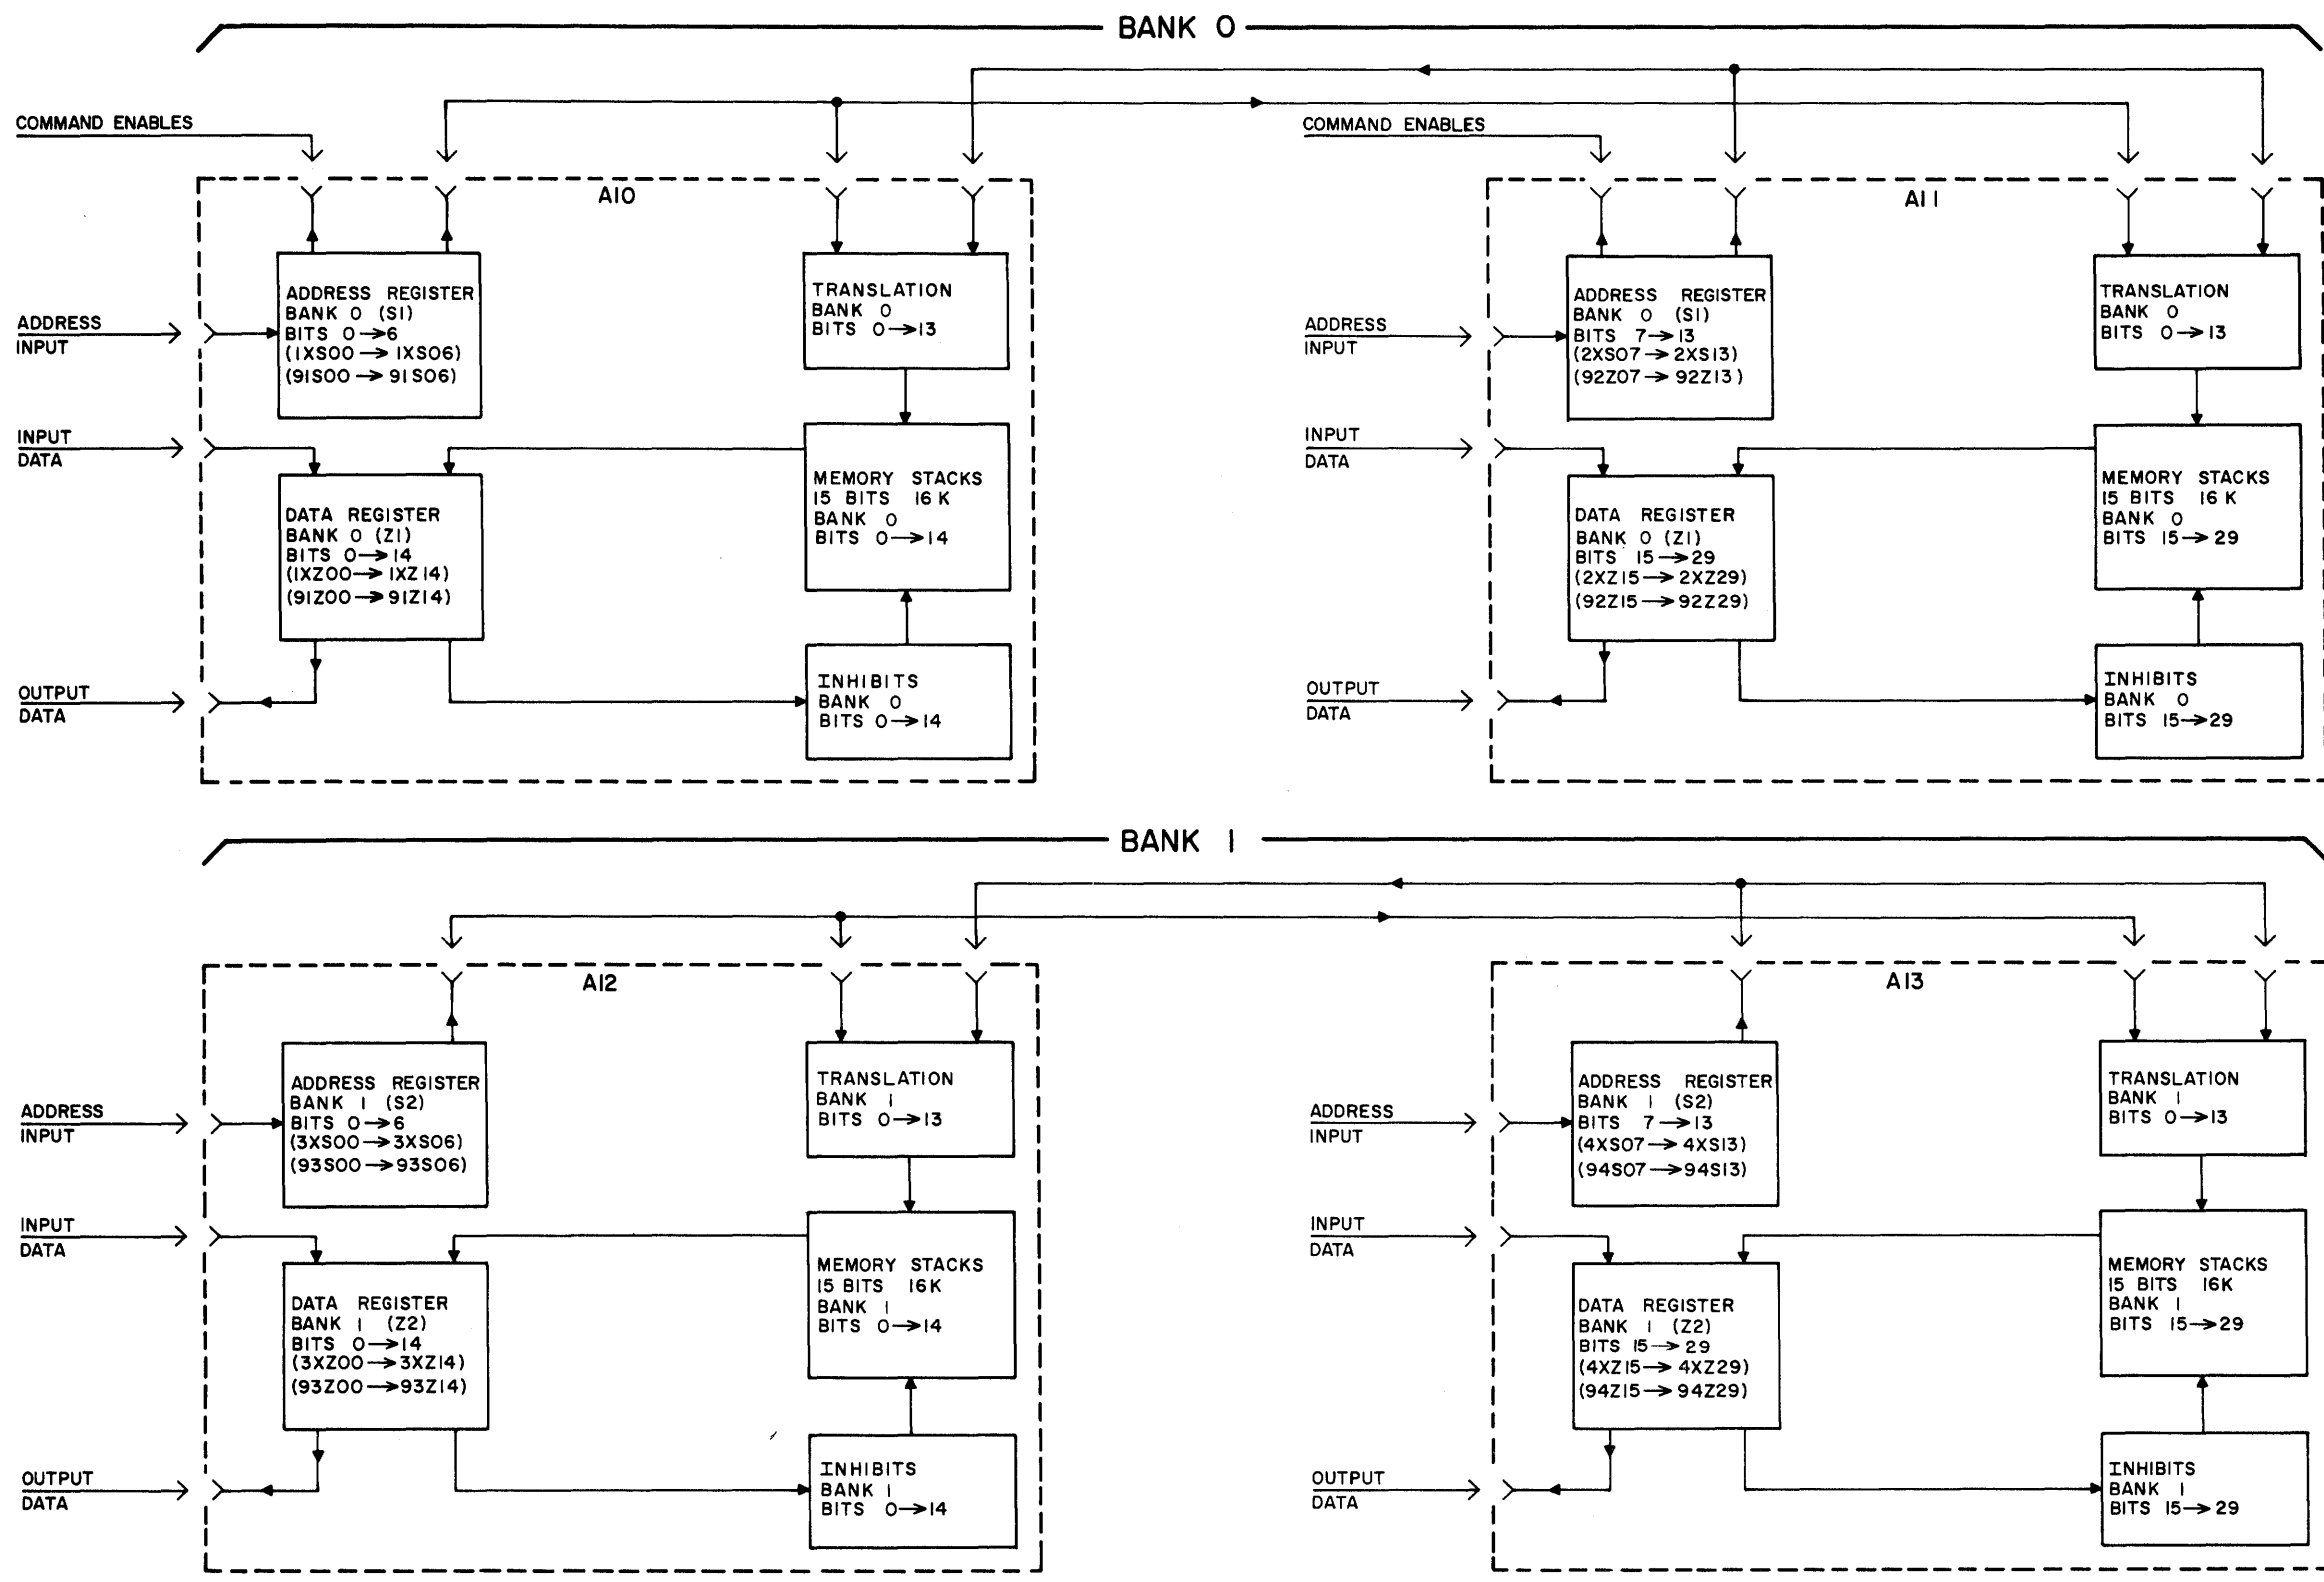 BANK 0
COMMAND ENABLES
A10
ADDRESS
INPUT
ADDRESS REGISTER
BANK 0 (S1)
BITS 0→6
(1XS00→1XS06)
(91S00→91S06)
TRANSLATION
BANK 0
BITS 0→13
INPUT
DATA
DATA REGISTER
BANK 0 (Z1)
BITS 0→14
(1XZ00→1XZ14)
(91Z00→91Z14)
MEMORY STACKS
15 BITS 16K
BANK 0
BITS 0→14
OUTPUT
DATA
INHIBITS
BANK 0
BITS 0→14
COMMAND ENABLES
A11
ADDRESS
INPUT
ADDRESS REGISTER
BANK 0 (S1)
BITS 7→13
(2XS07→2XS13)
(92Z07→92Z13)
TRANSLATION
BANK 0
BITS 0→13
INPUT
DATA
DATA REGISTER
BANK 0 (Z1)
BITS 15→29
(2XZ15→2XZ29)
(92Z15→92Z29)
MEMORY STACKS
15 BITS 16K
BANK 0
BITS 15→29
OUTPUT
DATA
INHIBITS
BANK 0
BITS 15→29
BANK 1
A12
ADDRESS
INPUT
ADDRESS REGISTER
BANK 1 (S2)
BITS 0→6
(3XS00→3XS06)
(93S00→93S06)
TRANSLATION
BANK 1
BITS 0→13
INPUT
DATA
DATA REGISTER
BANK 1 (Z2)
BITS 0→14
(3XZ00→3XZ14)
(93Z00→93Z14)
MEMORY STACKS
15 BITS 16K
BANK 1
BITS 0→14
OUTPUT
DATA
INHIBITS
BANK 1
BITS 0→14
A13
ADDRESS
INPUT
ADDRESS REGISTER
BANK 1 (S2)
BITS 7→13
(4XS07→4XS13)
(94S07→94S13)
TRANSLATION
BANK 1
BITS 0→13
INPUT
DATA
DATA REGISTER
BANK 1 (Z2)
BITS 15→29
(4XZ15→4XZ29)
(94Z15→94Z29)
MEMORY STACKS
15 BITS 16K
BANK 1
BITS 15→29
OUTPUT
DATA
INHIBITS
BANK 1
BITS 15→29